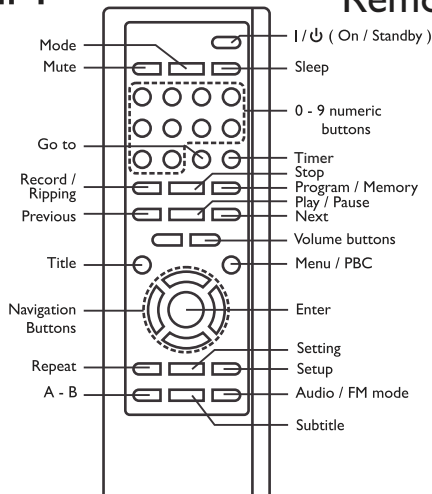 Remo
I / ⏻ ( On / Standby )
Mode
Mute
Sleep
0 - 9 numeric
buttons
Go to
Timer
Stop
Record /
Ripping
Program / Memory
Play / Pause
Previous
Next
Volume buttons
Title
Menu / PBC
Navigation
Buttons
Enter
Setting
Repeat
Setup
A - B
Audio / FM mode
Subtitle